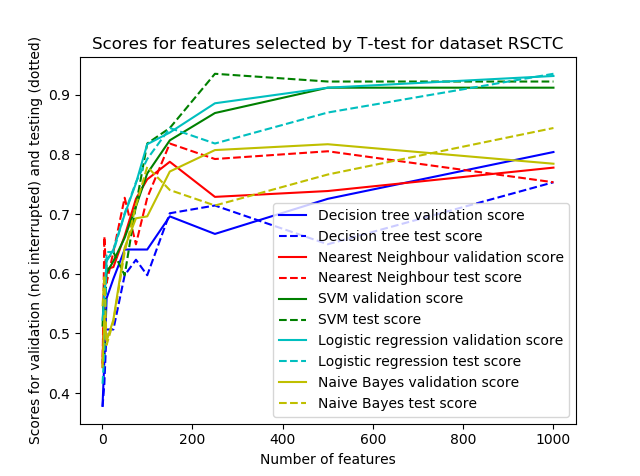 Scores for features selected by T-test for dataset RSCTC
Scores for validation (not interrupted) and testing (dotted)
0.9
0.8
0.7
0.6
0.5
0.4
Decision tree validation score
Decision tree test score
Nearest Neighbour validation score
Nearest Neighbour test score
SVM validation score
SVM test score
Logistic regression validation score
Logistic regression test score
Naive Bayes validation score
Naive Bayes test score
0 200 400 600 800 1000
Number of features